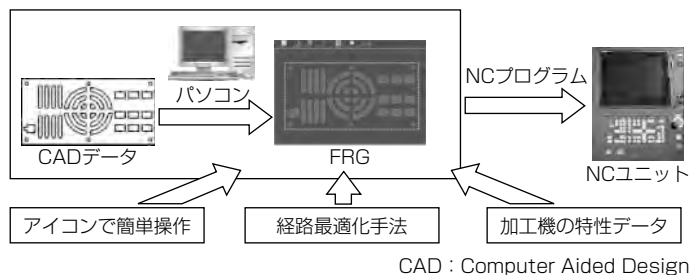 パソコン
CADデータ
FRG
NCプログラム
NCユニット
アイコンで簡単操作
経路最適化手法
加工機の特性データ
CAD：Computer Aided Design